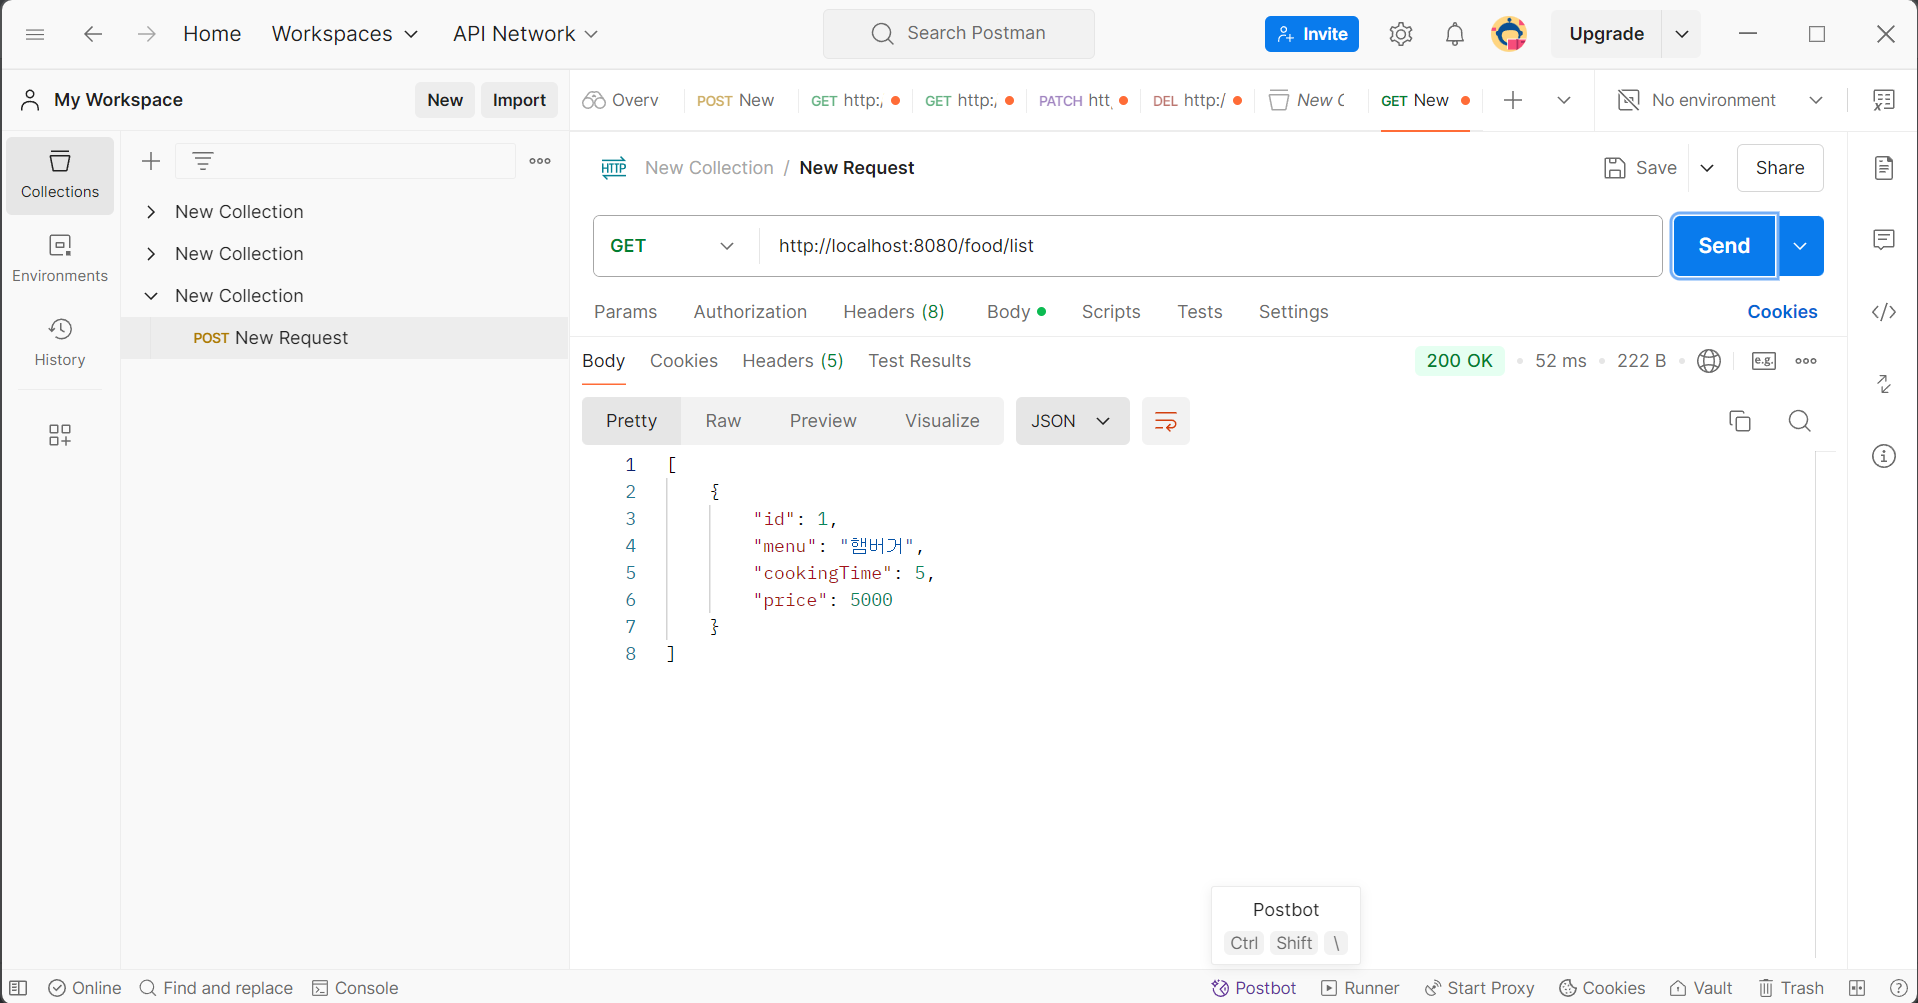 Home Workspaces API Network Search Postman Invite Upgrade
My Workspace New Import
Overv POST New GET http:/ GET http:/ PATCH htt DEL http:/ New C GET New No environment
Collections
Environments
History
New Collection
New Collection
New Collection
POST New Request
HTTP New Collection / New Request Save Share
GET http://localhost:8080/food/list Send
Params Authorization Headers (8) Body Scripts Tests Settings Cookies
Body Cookies Headers (5) Test Results 200 OK 52 ms 222 B e.g.
Pretty Raw Preview Visualize JSON
1 [
2 {
3 "id": 1,
4 "menu": "햄버거",
5 "cookingTime": 5,
6 "price": 5000
7 }
8 ]
Postbot
Ctrl Shift \
Online Find and replace Console Postbot Runner Start Proxy Cookies Vault Trash